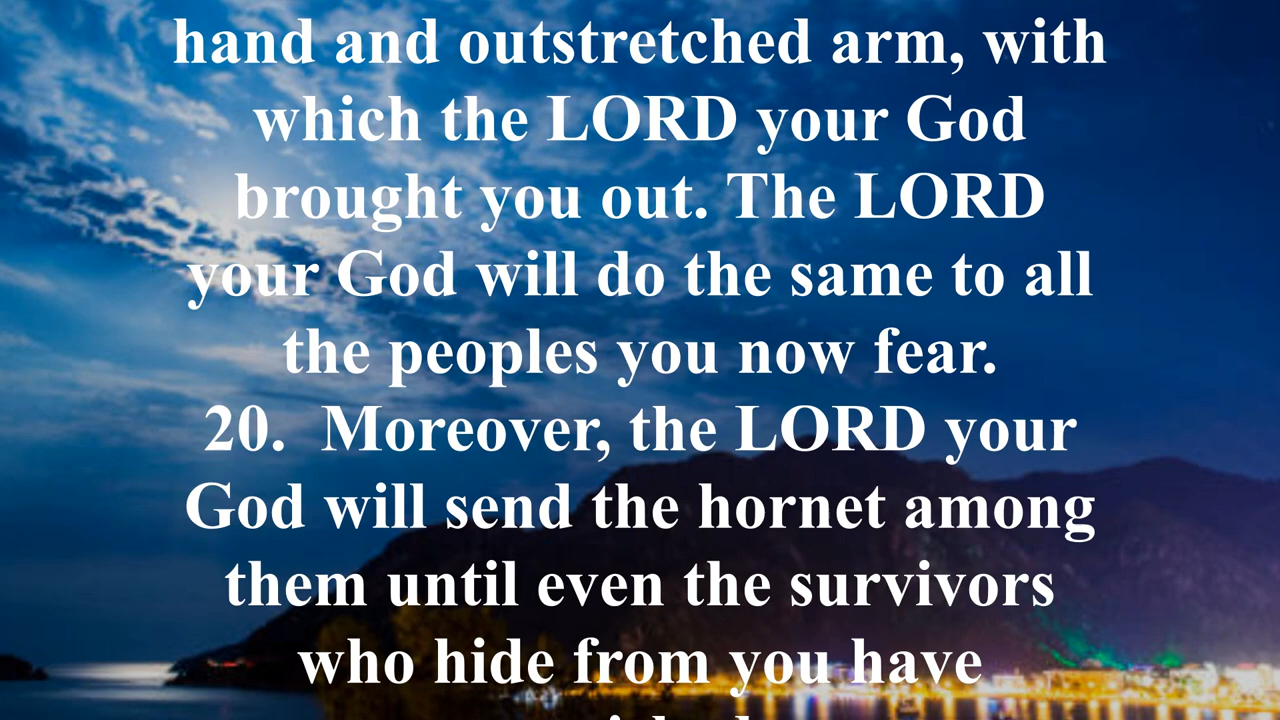 hand and outstretched arm, with
which the LORD your God
brought you out. The LORD
your God will do the same to all
the peoples you now fear.
20.  Moreover, the LORD your
God will send the hornet among
them until even the survivors
who hide from you have